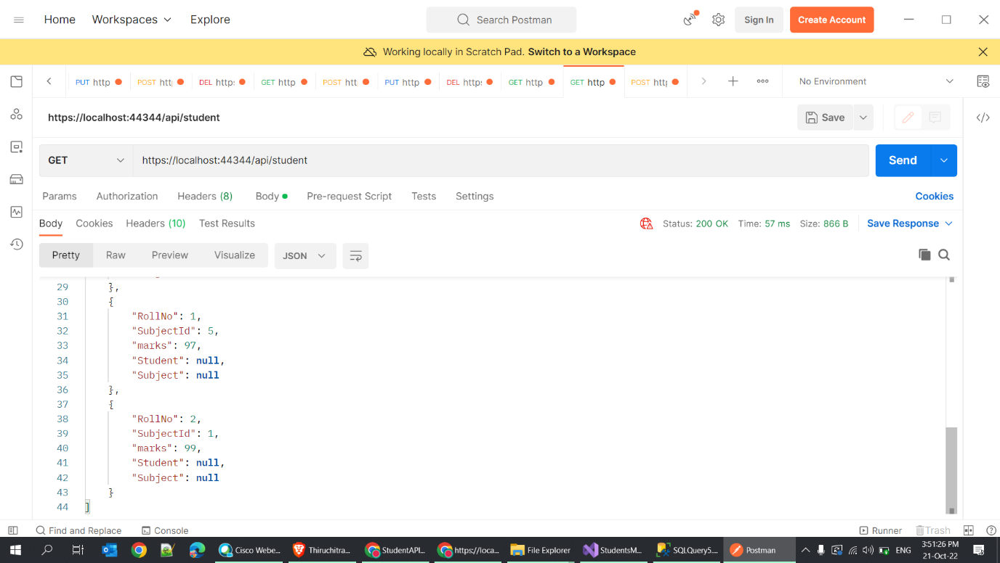 Home Workspaces Explore Search Postman Sign In Create Account
Working locally in Scratch Pad. Switch to a Workspace
PUT http POST htt DEL http: GET http POST htt PUT http DEL http: GET http GET http POST htt No Environment
https://localhost:44344/api/student Save
GET https://localhost:44344/api/student Send
Params Authorization Headers (8) Body Pre-request Script Tests Settings Cookies
Body Cookies Headers (10) Test Results Status: 200 OK Time: 57 ms Size: 866 B Save Response
Pretty Raw Preview Visualize JSON
29 },
30 {
31 "RollNo": 1,
32 "SubjectId": 5,
33 "marks": 97,
34 "Student": null,
35 "Subject": null
36 },
37 {
38 "RollNo": 2,
39 "SubjectId": 1,
40 "marks": 99,
41 "Student": null,
42 "Subject": null
43 }
44 ]
Find and Replace Console Runner Trash
Cisco Webe... Thiruchitra... StudentAPI... https://loca... File Explorer StudentsM... SQLQuery5.... Postman ENG 3:51:26 PM
21-Oct-22